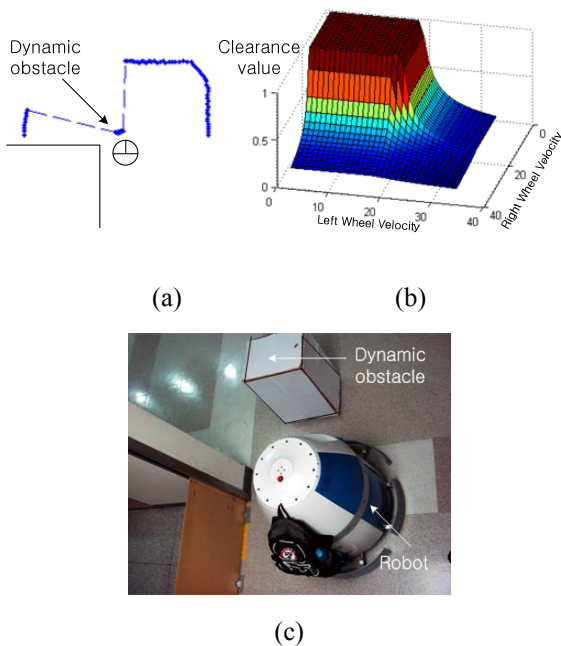 Dynamic
obstacle
Clearance
value
1
0.5
0
0
10
20
30
40
Left Wheel Velocity
0
20
40
Right Wheel Velocity
(a)
(b)
Dynamic
obstacle
Robot
(c)